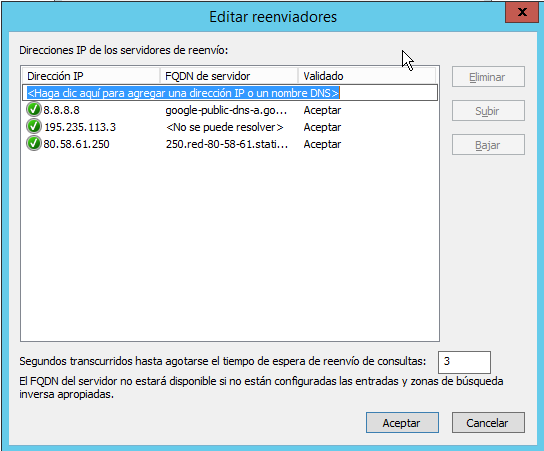 Editar reenviadores
x
Direcciones IP de los servidores de reenvío:
Dirección IP FQDN de servidor Validado
<Haga clic aquí para agregar una dirección IP o un nombre DNS>
8.8.8.8 google-public-dns-a.go... Aceptar
195.235.113.3 <No se puede resolver> Aceptar
80.58.61.250 250.red-80-58-61.stati... Aceptar
Eliminar
Subir
Bajar
Segundos transcurridos hasta agotarse el tiempo de espera de reenvío de consultas: 3
El FQDN del servidor no estará disponible si no están configuradas las entradas y zonas de búsqueda
inversa apropiadas.
Aceptar Cancelar